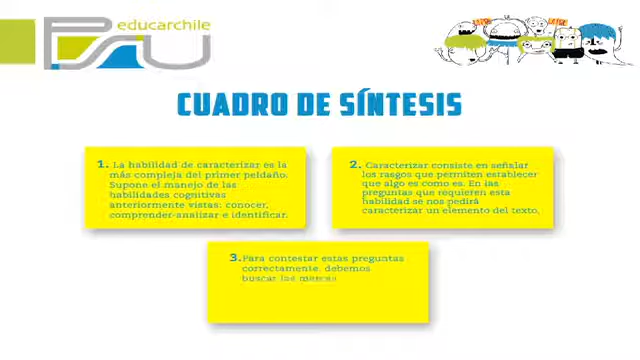 educarchile
PSU
CUADRO DE SÍNTESIS
1. La habilidad de caracterizar es la
más compleja del primer peldaño.
Supone el manejo de las
habilidades cognitivas
anteriormente vistas: conocer,
comprender-analizar e identificar.
2. Caracterizar consiste en señalar
los rasgos que permiten establecer
que algo es como es. En las
preguntas que requieren esta
habilidad se nos pedirá
caracterizar un elemento del texto,
3. Para contestar estas preguntas
correctamente, debemos
buscar las marcas